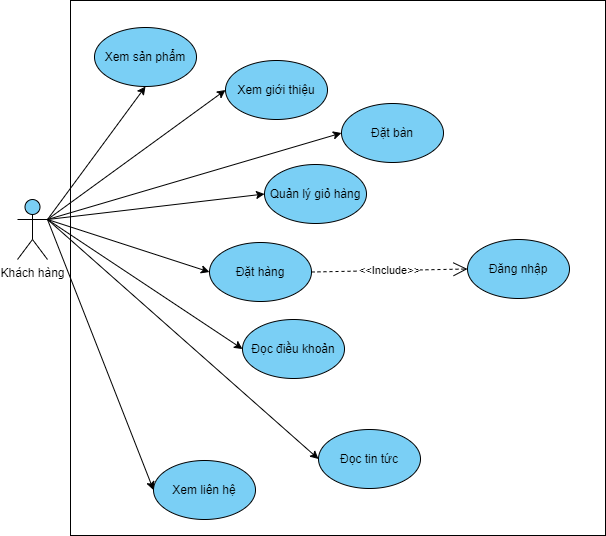 Xem sản phẩm
Xem giới thiệu
Đặt bàn
Quản lý giỏ hàng
Khách hàng
Đặt hàng
<<Include>>
Đăng nhập
Đọc điều khoản
Đọc tin tức
Xem liên hệ